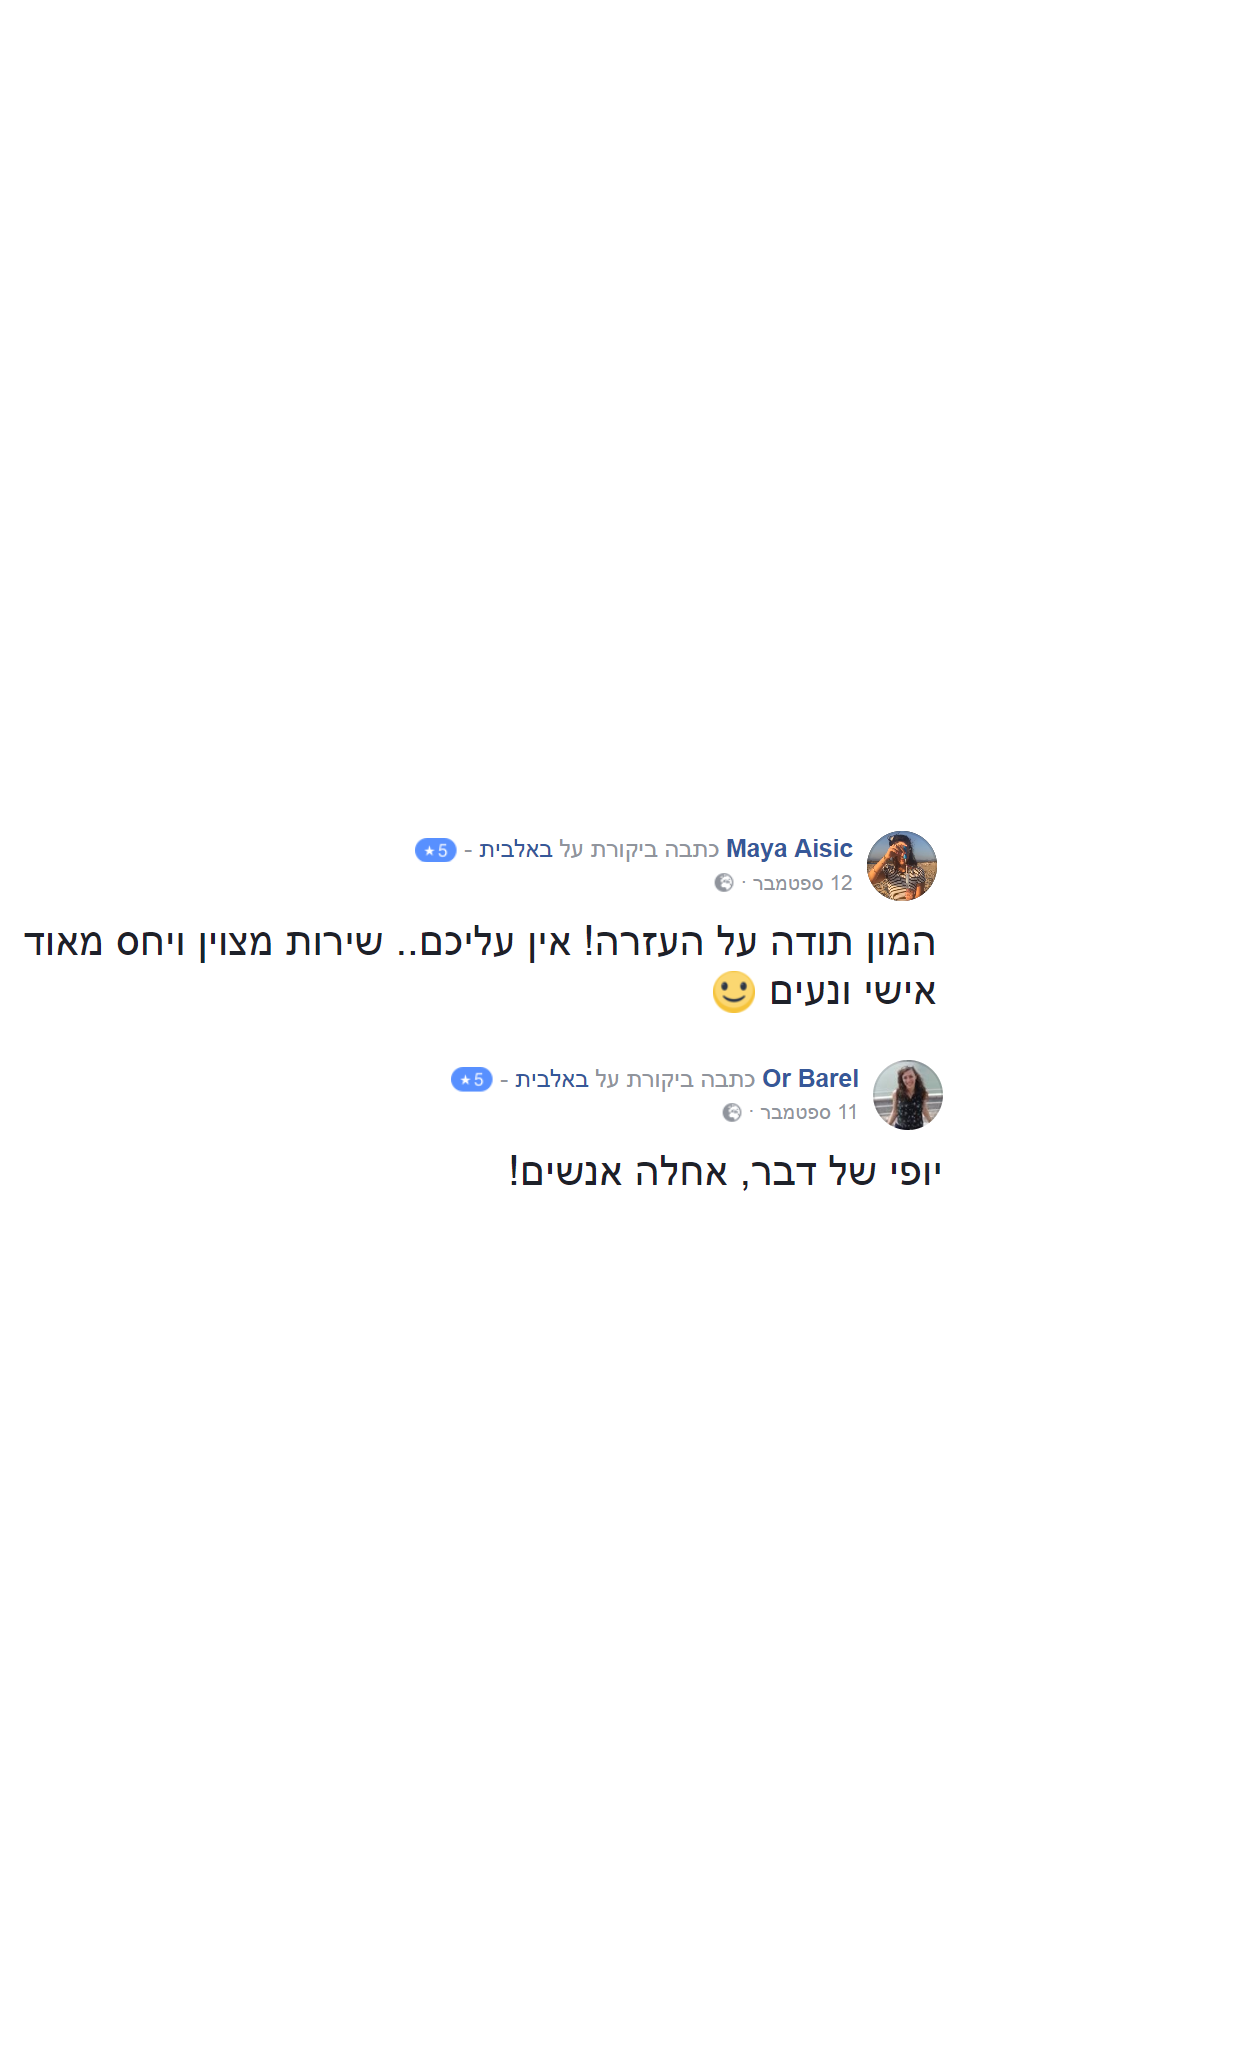 Maya Aisic כתבה ביקורת על באלבית - 5★
12 ספטמבר ·
המון תודה על העזרה! אין עליכם.. שירות מצוין ויחס מאוד
אישי ונעים 🙂
Or Barel כתבה ביקורת על באלבית - 5★
11 ספטמבר ·
יופי של דבר, אחלה אנשים!